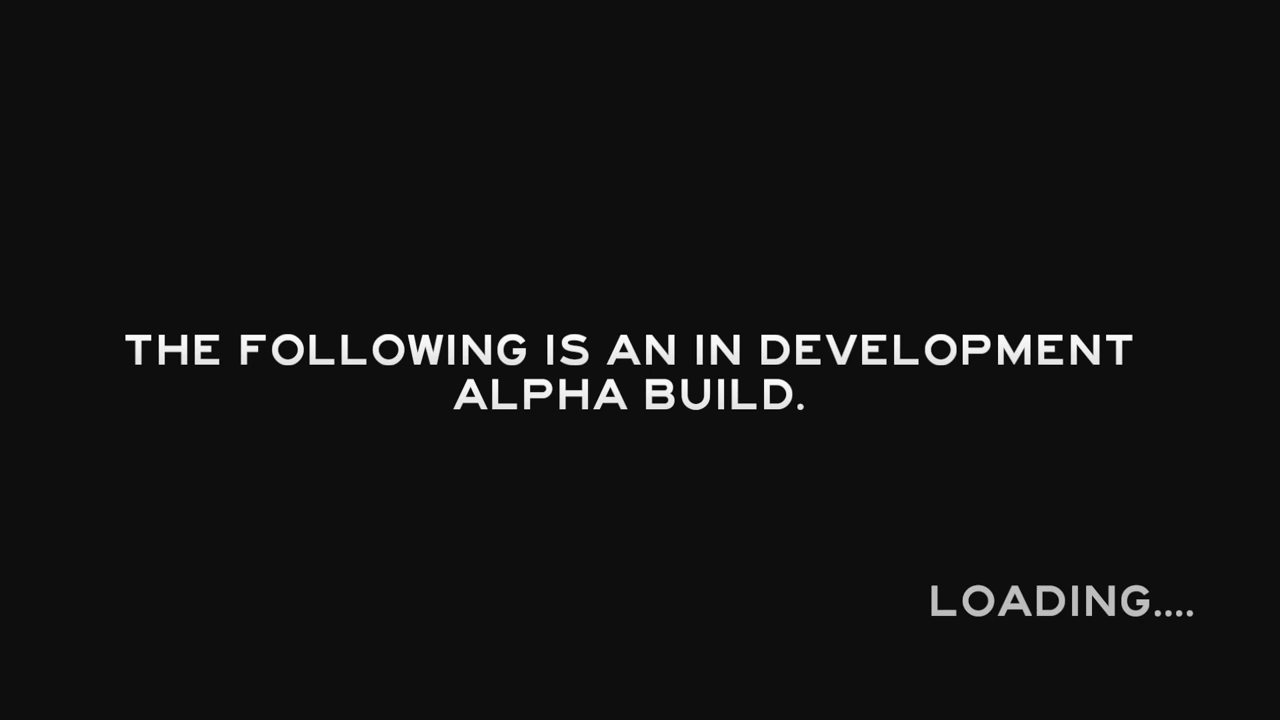 THE FOLLOWING IS AN IN DEVELOPMENT
ALPHA BUILD.
LOADING....